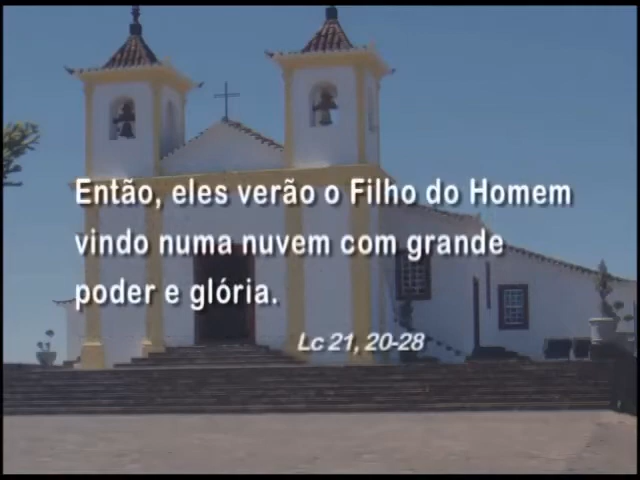 Então, eles verão o Filho do Homem
vindo numa nuvem com grande
poder e glória.
Lc 21, 20-28